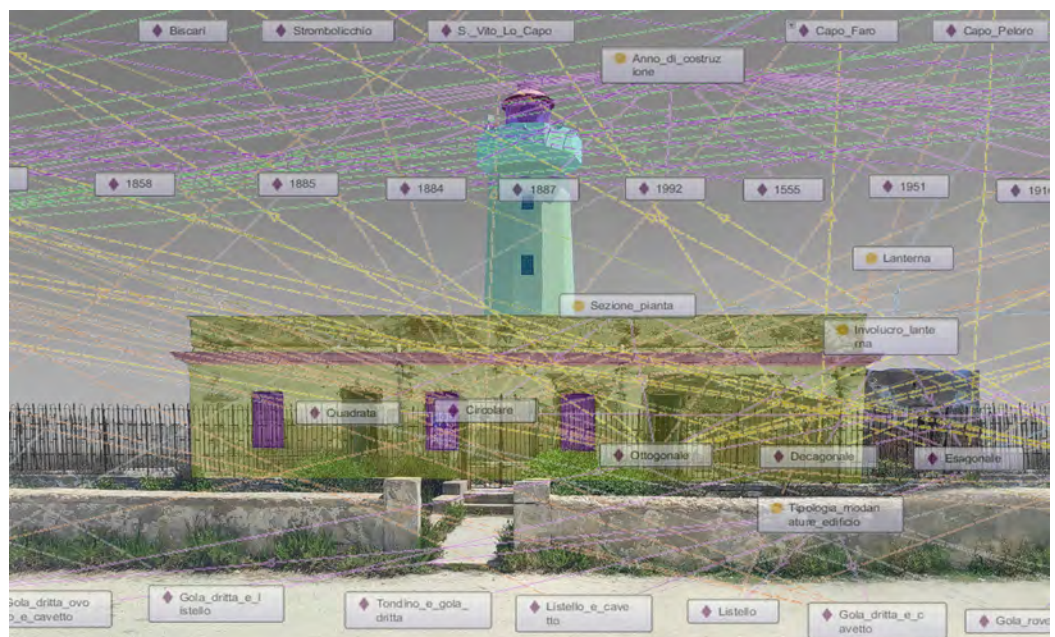 Biscari
Strombolicchio
S._Vito_Lo_Capo
Capo_Faro
Capo_Peloro
Anno_di_costruz
ione
1858
1885
1884
1887
1992
1555
1951
Lanterna
Sezione_pianta
Involucro_lante
rna
Quadrata
Circolare
Ottogonale
Decagonale
Esagonale
Tipologia_modan
ature_edificio
Gola_dritta_ovo
o_e_cavetto
Gola_dritta_e_l
istello
Tondino_e_gola_
dritta
Listello_e_cave
tto
Listello
Gola_dritta_e_c
avetto